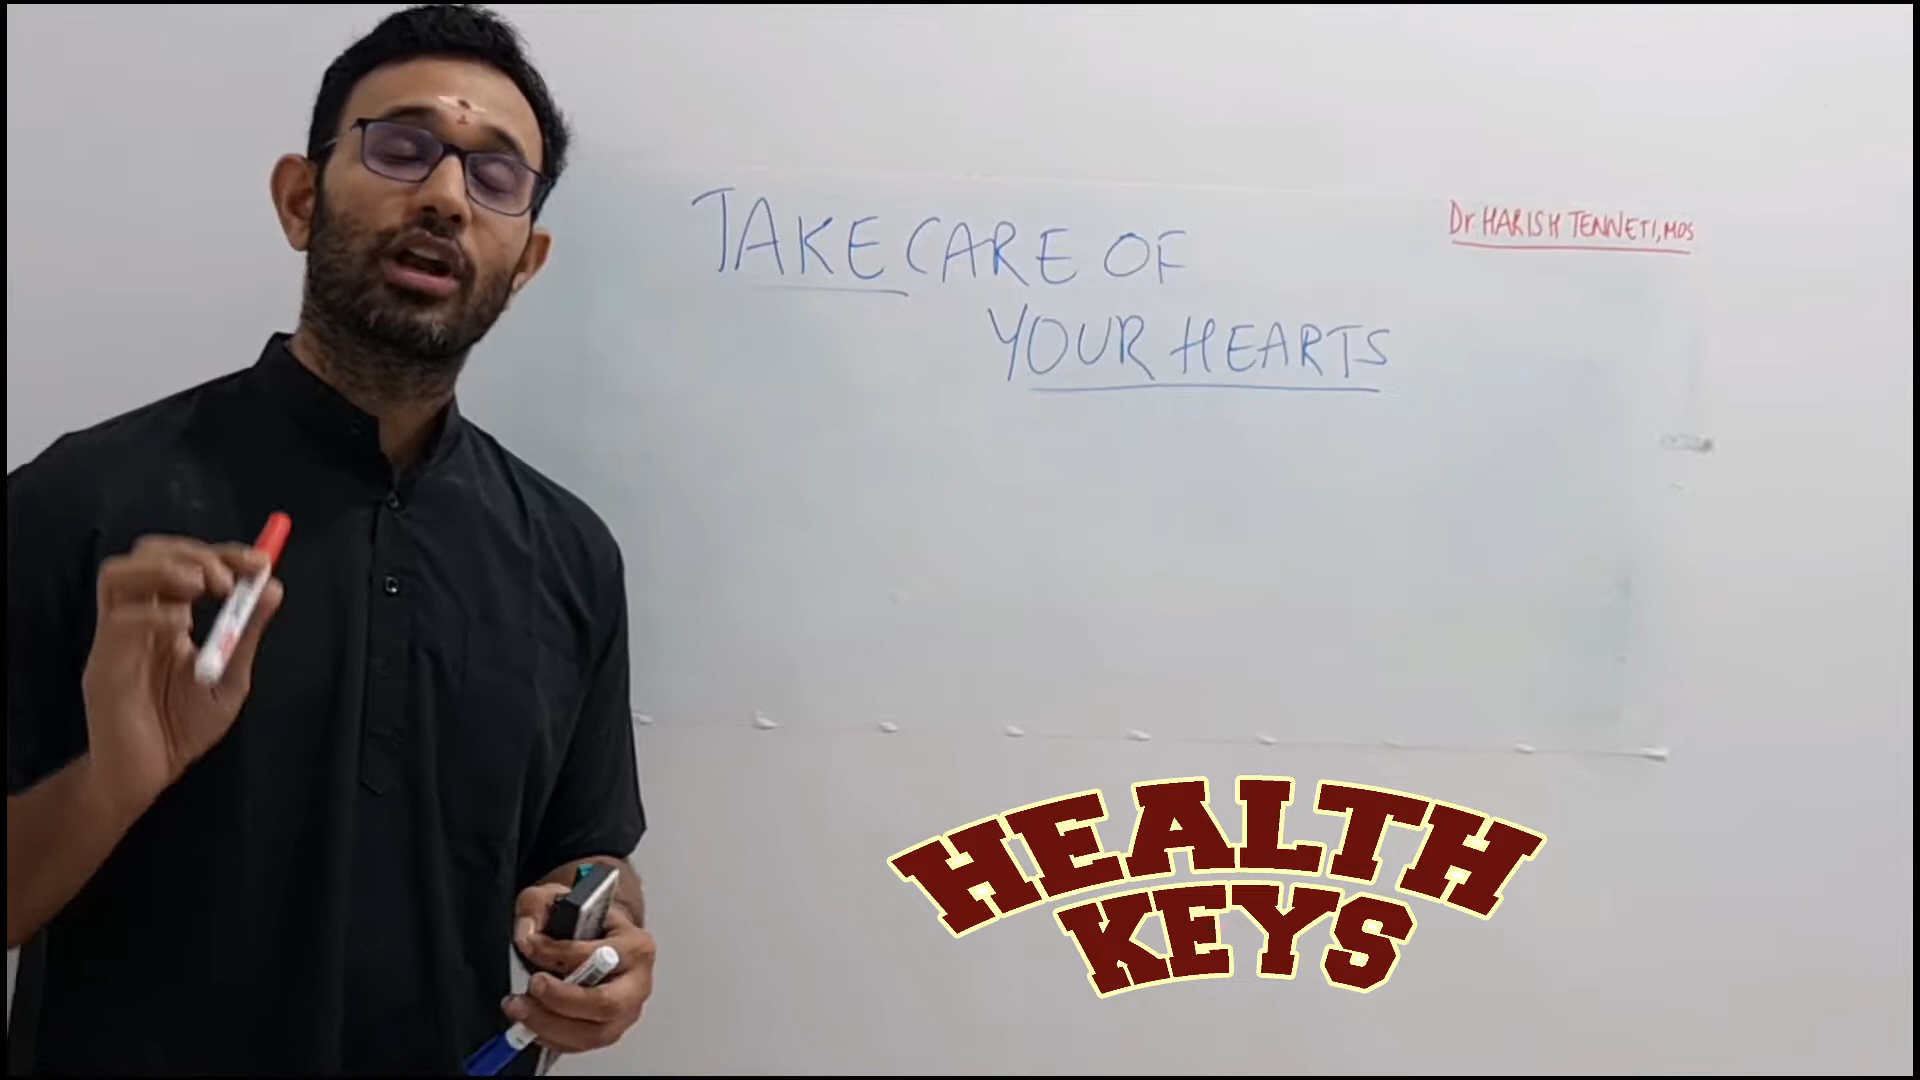 TAKE CARE OF
YOUR HEARTS
Dr. HARISH TENNETI, MDS
HEALTH
KEYS